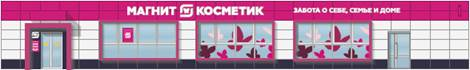 МАГНИТ КОСМЕТИК
ЗАБОТА О СЕБЕ, СЕМЬЕ И ДОМЕ